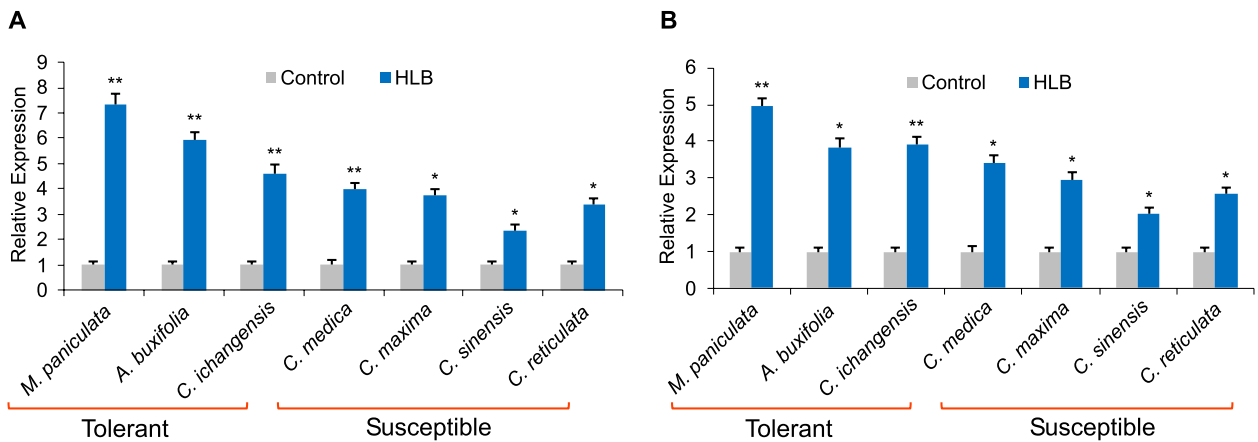 A
Relative Expression
9
8
7
6
5
4
3
2
1
0
Control HLB
** ** ** ** * * *
M. paniculata A. buxifolia C. ichangensis C. medica C. maxima C. sinensis C. reticulata
Tolerant Susceptible
B
Relative Expression
6
5
4
3
2
1
0
Control HLB
** * ** * * * *
M. paniculata A. buxifolia C. ichangensis C. medica C. maxima C. sinensis C. reticulata
Tolerant Susceptible